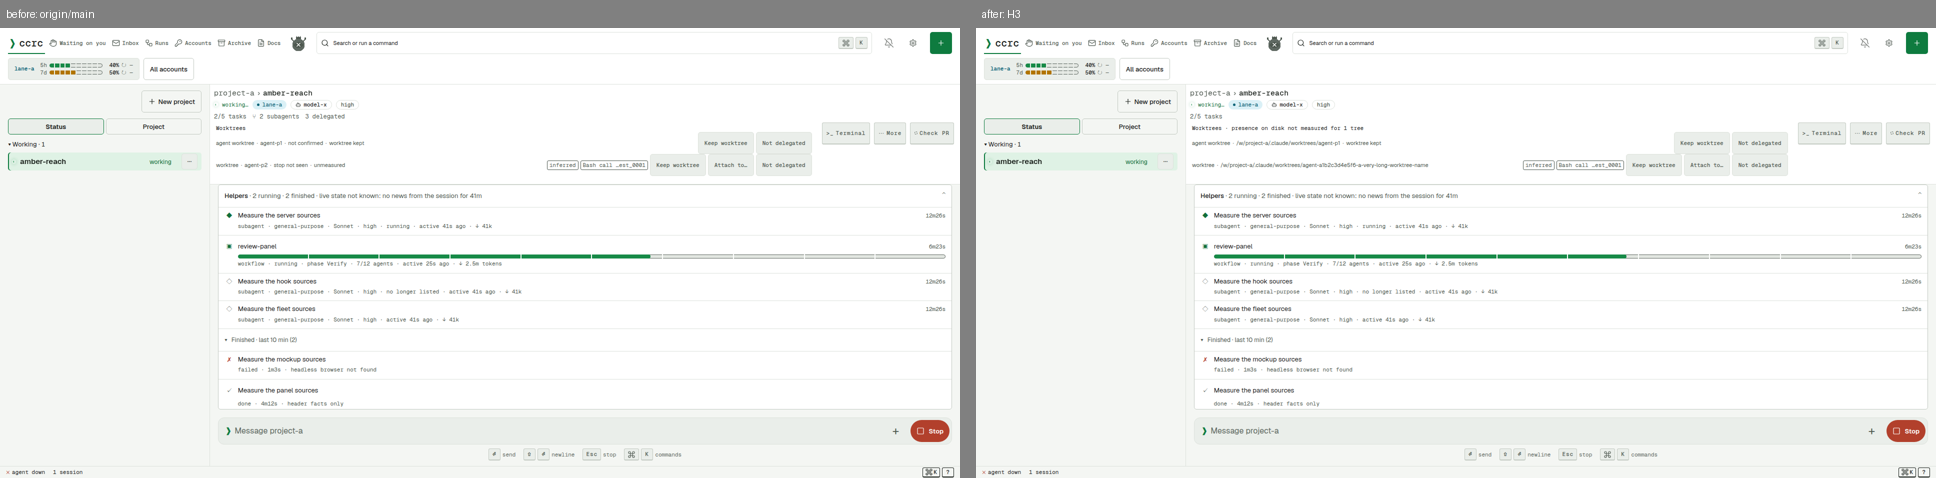 before: origin/main
ccrc Waiting on you Inbox Runs Accounts Archive Docs Search or run a command ⌘ K +
lane-a 5h 40% 7d 50% All accounts
+ New project
Status Project
Working · 1
amber-reach working
project-a › amber-reach
working… lane-a model-x high
2/5 tasks ✓ 2 subagents 3 delegated
Worktrees
agent worktree · agent-p1 · not confirmed · worktree kept Keep worktree Not delegated
worktree · agent-p2 · stop not seen · unmeasured inferred Bash call …est_0001 Keep worktree Attach to… Not delegated
>_ Terminal ··· More Check PR
Helpers · 2 running · 2 finished · live state not known: no news from the session for 41m
Measure the server sources 12m26s
subagent · general-purpose · Sonnet · high · running · active 41s ago · ↓ 41k
review-panel 6m23s
workflow · running · phase Verify · 7/12 agents · active 25s ago · ↓ 2.5m tokens
Measure the hook sources 12m26s
subagent · general-purpose · Sonnet · high · no longer listed · active 41s ago · ↓ 41k
Measure the fleet sources 12m26s
subagent · general-purpose · Sonnet · high · active 41s ago · ↓ 41k
Finished · last 10 min (2)
✗ Measure the mockup sources
failed · 1m3s · headless browser not found
✓ Measure the panel sources
done · 4m12s · header facts only
❯ Message project-a + Stop
send newline Esc stop ⌘ K commands
agent down 1 session ⌘K ?
after: H3
ccrc Waiting on you Inbox Runs Accounts Archive Docs Search or run a command ⌘ K +
lane-a 5h 40% 7d 50% All accounts
+ New project
Status Project
Working · 1
amber-reach working
project-a › amber-reach
working… lane-a model-x high
2/5 tasks
Worktrees · presence on disk not measured for 1 tree
agent worktree · /w/project-a/.claude/worktrees/agent-p1 · worktree kept Keep worktree Not delegated
worktree · /w/project-a/.claude/worktrees/agent-a1b2c3d4e5f6-a-very-long-worktree-name inferred Bash call …est_0001 Keep worktree Attach to… Not delegated
>_ Terminal ··· More Check PR
Helpers · 2 running · 2 finished · live state not known: no news from the session for 41m
Measure the server sources 12m26s
subagent · general-purpose · Sonnet · high · running · active 41s ago · ↓ 41k
review-panel 6m23s
workflow · running · phase Verify · 7/12 agents · active 25s ago · ↓ 2.5m tokens
Measure the hook sources 12m26s
subagent · general-purpose · Sonnet · high · no longer listed · active 41s ago · ↓ 41k
Measure the fleet sources 12m26s
subagent · general-purpose · Sonnet · high · active 41s ago · ↓ 41k
Finished · last 10 min (2)
✗ Measure the mockup sources
failed · 1m3s · headless browser not found
✓ Measure the panel sources
done · 4m12s · header facts only
❯ Message project-a + Stop
send newline Esc stop ⌘ K commands
agent down 1 session ⌘K ?